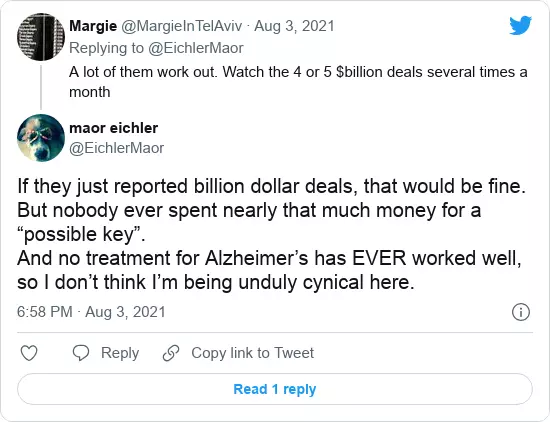 Margie @MargieInTelAviv · Aug 3, 2021
Replying to @EichlerMaor
A lot of them work out. Watch the 4 or 5 $billion deals several times a
month
maor eichler
@EichlerMaor
If they just reported billion dollar deals, that would be fine.
But nobody ever spent nearly that much money for a
“possible key”.
And no treatment for Alzheimer’s has EVER worked well,
so I don’t think I’m being unduly cynical here.
6:58 PM · Aug 3, 2021
Reply
Copy link to Tweet
Read 1 reply